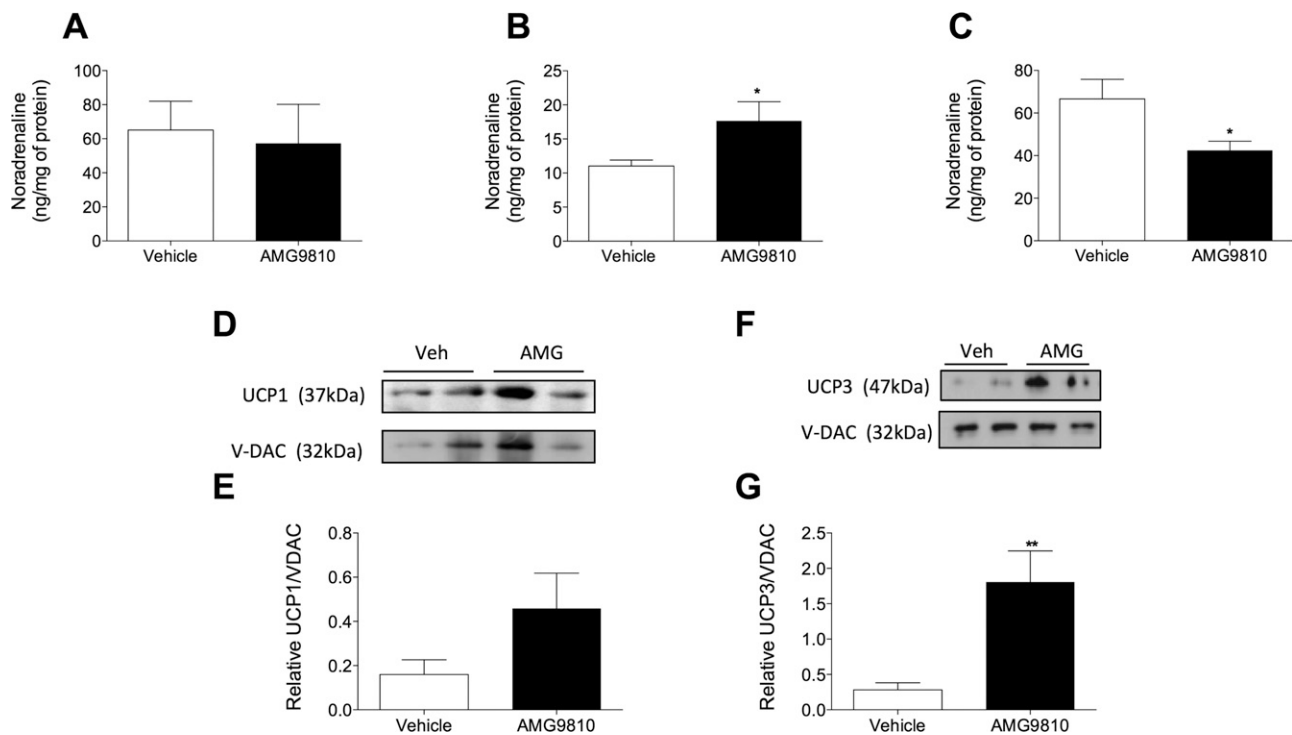 A
Noradrenaline
(ng/mg of protein)
100
80
60
40
20
0
Vehicle
AMG9810
B
Noradrenaline
(ng/mg of protein)
25
20
15
10
5
0
*
Vehicle
AMG9810
C
Noradrenaline
(ng/mg of protein)
80
60
40
20
0
*
Vehicle
AMG9810
D
Veh AMG
UCP1 (37kDa)
V-DAC (32kDa)
E
Relative UCP1/VDAC
0.8
0.6
0.4
0.2
0.0
Vehicle
AMG9810
F
Veh AMG
UCP3 (47kDa)
V-DAC (32kDa)
G
Relative UCP3/VDAC
2.5
2.0
1.5
1.0
0.5
0.0
**
Vehicle
AMG9810